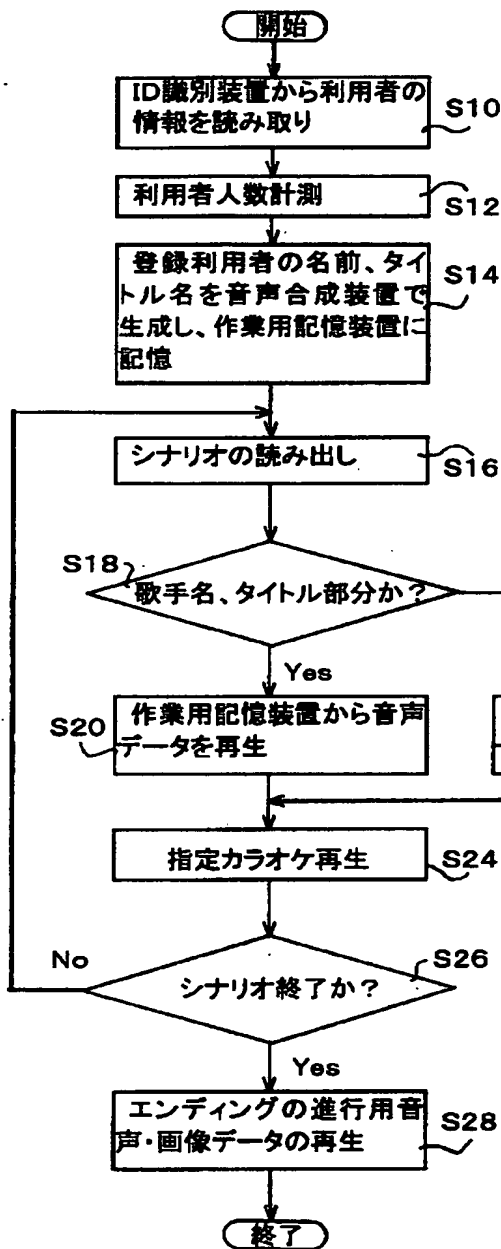 開始
ID識別装置から利用者の
情報を読み取り
S10
利用者人数計測
S12
登録利用者の名前、タイ
トル名を音声合成装置で
生成し、作業用記憶装置に
記憶
S14
シナリオの読み出し
S16
S18
歌手名、タイトル部分か?
Yes
S20
作業用記憶装置から音声
データを再生
指定カラオケ再生
S24
No
シナリオ終了か?
S26
Yes
エンディングの進行用音
声・画像データの再生
S28
終了